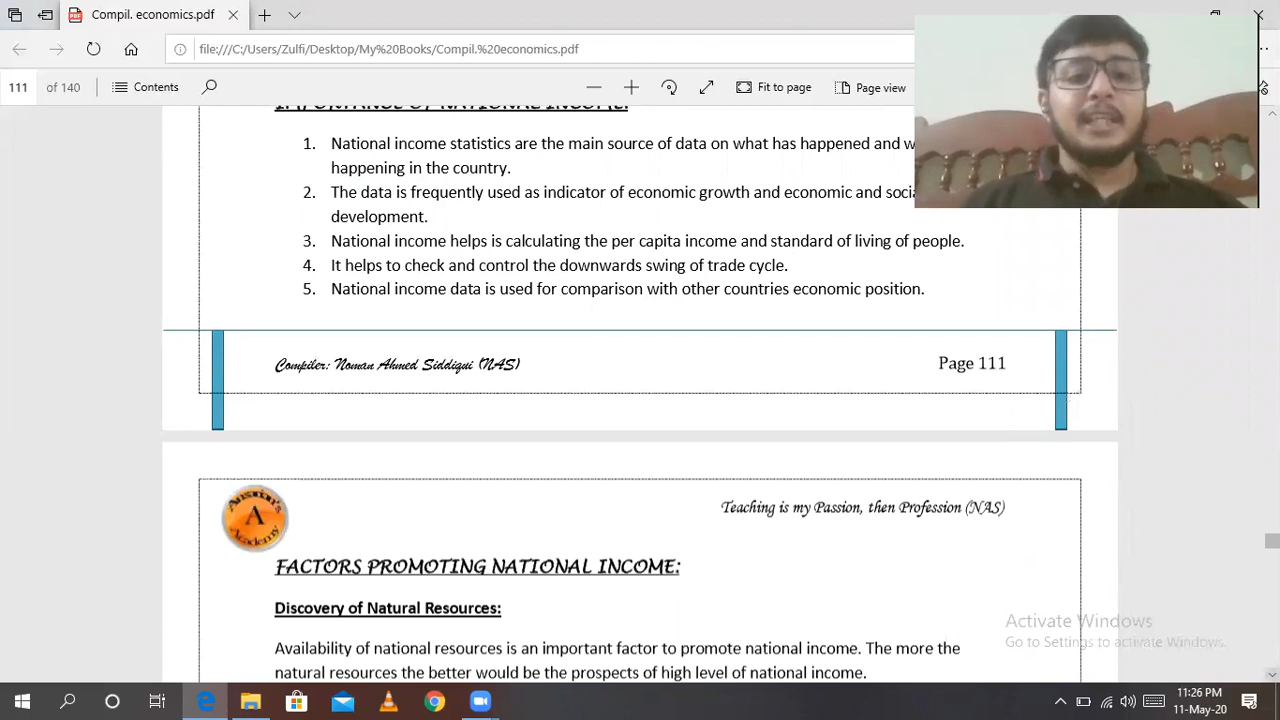 Compil. economics.pdf
file:///C:/Users/Zulfi/Desktop/My%20Books/Compil.%20economics.pdf
111 of 140 Contents Fit to page Page view
IMPORTANCE OF NATIONAL INCOME:
1. National income statistics are the main source of data on what has happened and
happening in the country.
2. The data is frequently used as indicator of economic growth and economic and
development.
3. National income helps is calculating the per capita income and standard of living of people.
4. It helps to check and control the downwards swing of trade cycle.
5. National income data is used for comparison with other countries economic position.
Compiler: Noman Ahmed Siddiqui (NAS) Page 111
A
Academy
Teaching is my Passion, then Profession (NAS)
FACTORS PROMOTING NATIONAL INCOME:
Discovery of Natural Resources:
Availability of national resources is an important factor to promote national income. The more the
natural resources the better would be the prospects of high level of national income.
Activate Windows
Go to Settings to activate Windows.
11:26 PM
11-May-20